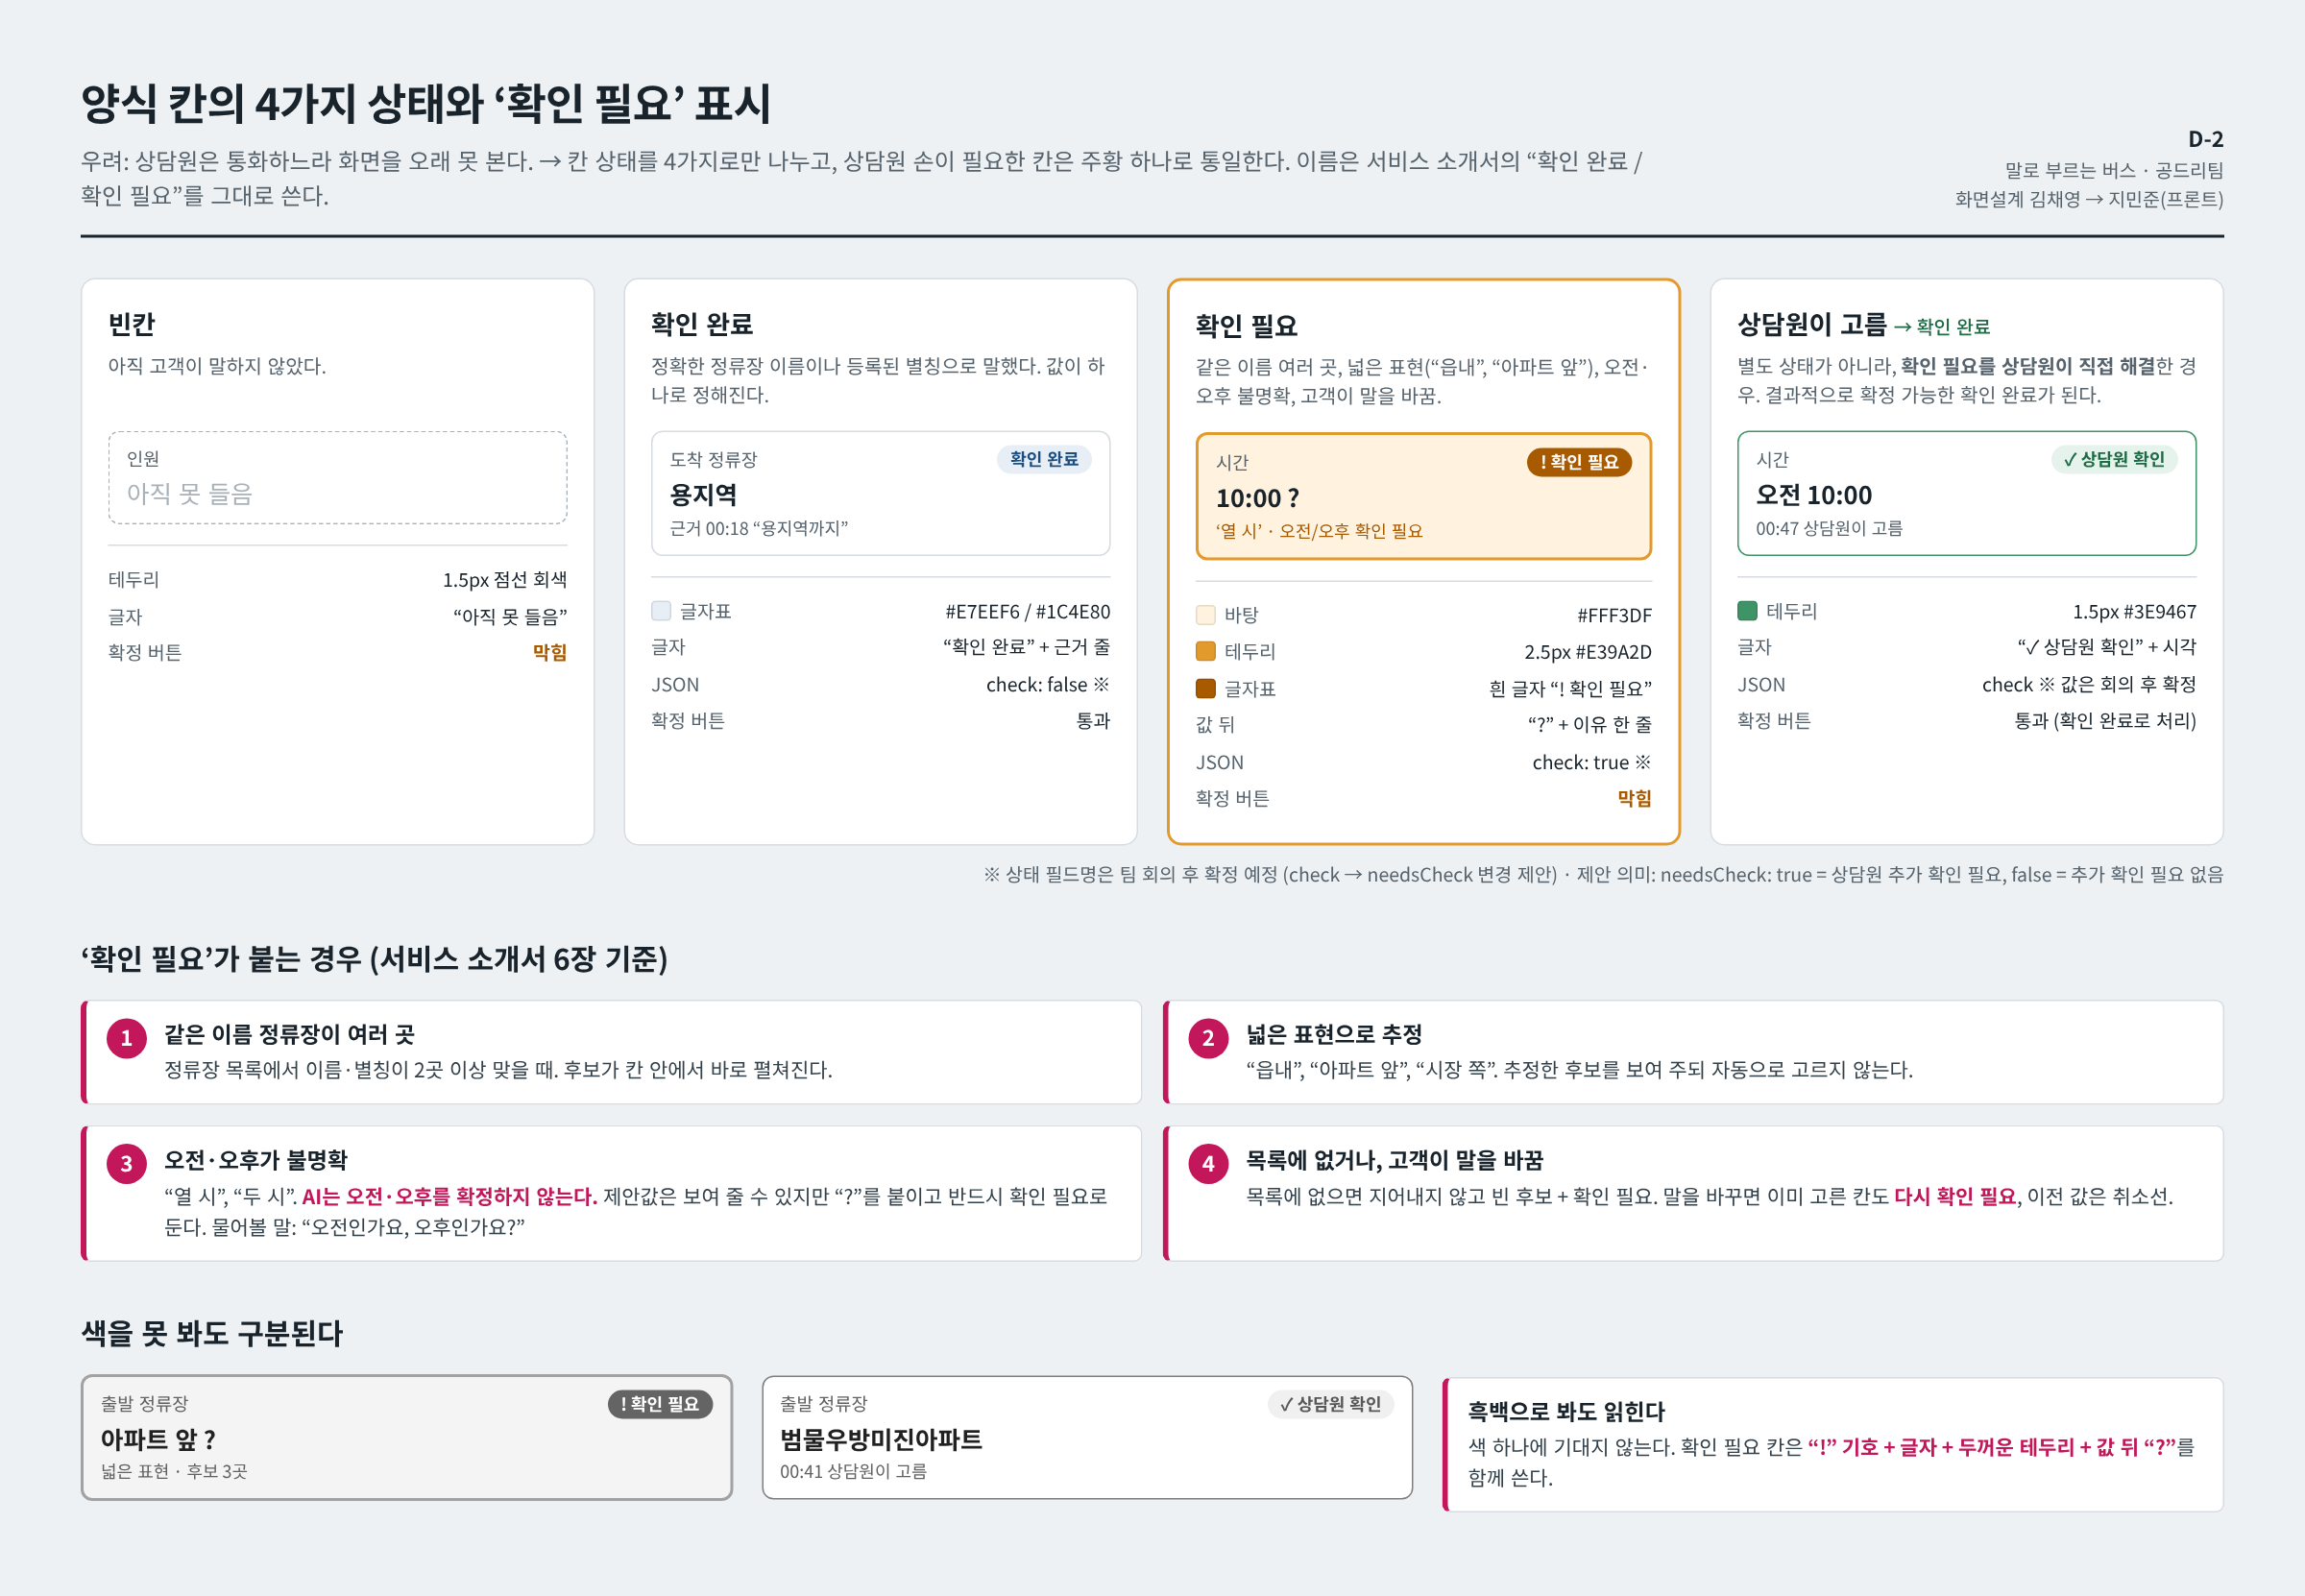 양식 칸의 4가지 상태와 ‘확인 필요’ 표시
우려: 상담원은 통화하느라 화면을 오래 못 본다. → 칸 상태를 4가지로만 나누고, 상담원 손이 필요한 칸은 주황 하나로 통일한다. 이름은 서비스 소개서의 “확인 완료 /
확인 필요”를 그대로 쓴다.
D-2
말로 부르는 버스 · 공드리팀
화면설계 김채영 → 지민준(프론트)
빈칸
아직 고객이 말하지 않았다.
인원
아직 못 들음
테두리 1.5px 점선 회색
글자 “아직 못 들음”
확정 버튼 막힘
확인 완료
정확한 정류장 이름이나 등록된 별칭으로 말했다. 값이 하
나로 정해진다.
도착 정류장 확인 완료
용지역
근거 00:18 “용지역까지”
글자표 #E7EEF6 / #1C4E80
글자 “확인 완료” + 근거 줄
JSON check: false ※
확정 버튼 통과
확인 필요
같은 이름 여러 곳, 넓은 표현(“읍내”, “아파트 앞”), 오전·
오후 불명확, 고객이 말을 바꿈.
시간 ! 확인 필요
10:00 ?
‘열 시’ · 오전/오후 확인 필요
바탕 #FFF3DF
테두리 2.5px #E39A2D
글자표 흰 글자 “! 확인 필요”
값 뒤 “?” + 이유 한 줄
JSON check: true ※
확정 버튼 막힘
상담원이 고름 → 확인 완료
별도 상태가 아니라, 확인 필요를 상담원이 직접 해결한 경
우. 결과적으로 확정 가능한 확인 완료가 된다.
시간 ✓ 상담원 확인
오전 10:00
00:47 상담원이 고름
테두리 1.5px #3E9467
글자 “✓ 상담원 확인” + 시각
JSON check ※ 값은 회의 후 확정
확정 버튼 통과 (확인 완료로 처리)
※ 상태 필드명은 팀 회의 후 확정 예정 (check → needsCheck 변경 제안) · 제안 의미: needsCheck: true = 상담원 추가 확인 필요, false = 추가 확인 필요 없음
‘확인 필요’가 붙는 경우 (서비스 소개서 6장 기준)
1 같은 이름 정류장이 여러 곳
정류장 목록에서 이름·별칭이 2곳 이상 맞을 때. 후보가 칸 안에서 바로 펼쳐진다.
2 넓은 표현으로 추정
“읍내”, “아파트 앞”, “시장 쪽”. 추정한 후보를 보여 주되 자동으로 고르지 않는다.
3 오전·오후가 불명확
“열 시”, “두 시”. AI는 오전·오후를 확정하지 않는다. 제안값은 보여 줄 수 있지만 “?”를 붙이고 반드시 확인 필요로
둔다. 물어볼 말: “오전인가요, 오후인가요?”
4 목록에 없거나, 고객이 말을 바꿈
목록에 없으면 지어내지 않고 빈 후보 + 확인 필요. 말을 바꾸면 이미 고른 칸도 다시 확인 필요, 이전 값은 취소선.
색을 못 봐도 구분된다
출발 정류장 ! 확인 필요
아파트 앞 ?
넓은 표현 · 후보 3곳
출발 정류장 ✓ 상담원 확인
범물우방미진아파트
00:41 상담원이 고름
흑백으로 봐도 읽힌다
색 하나에 기대지 않는다. 확인 필요 칸은 “!” 기호 + 글자 + 두꺼운 테두리 + 값 뒤 “?”를
함께 쓴다.